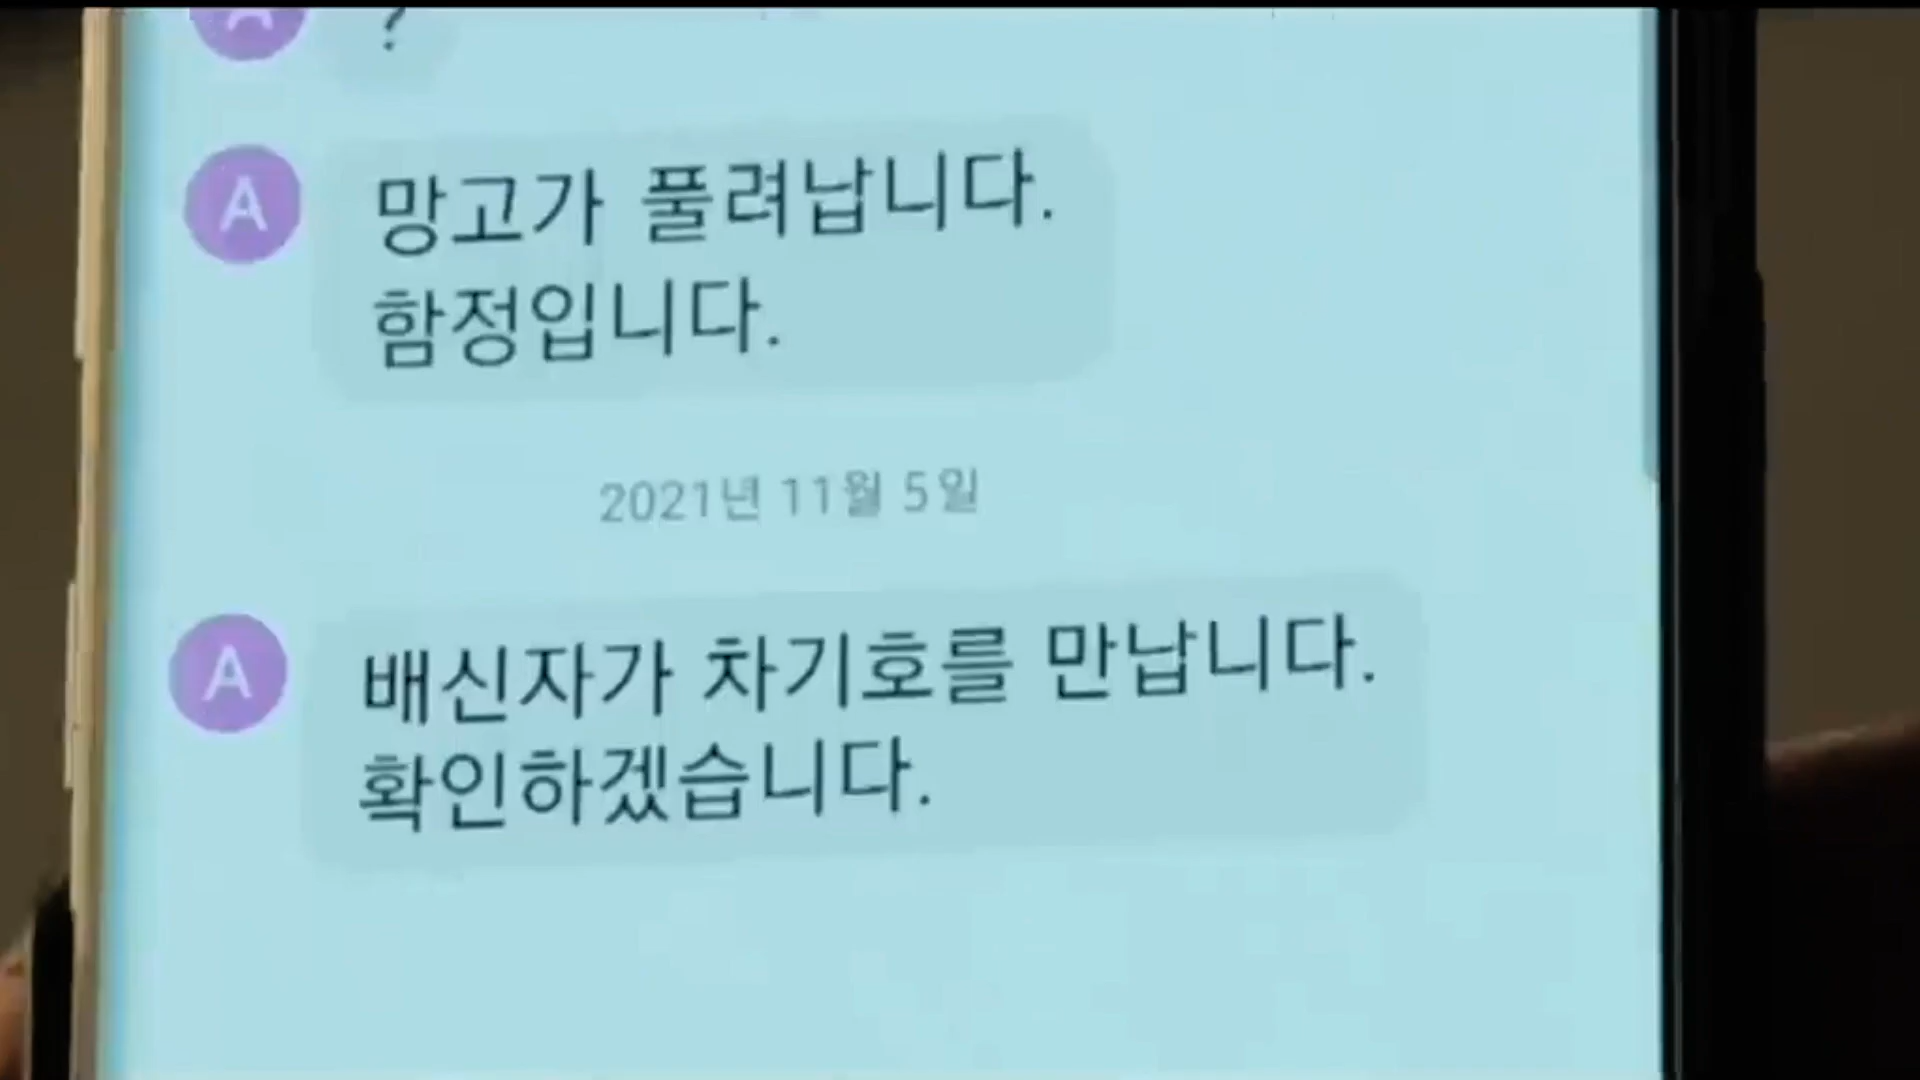 A
?
A
망고가 풀려납니다.
함정입니다.
2021년 11월 5일
A
배신자가 차기호를 만납니다.
확인하겠습니다.